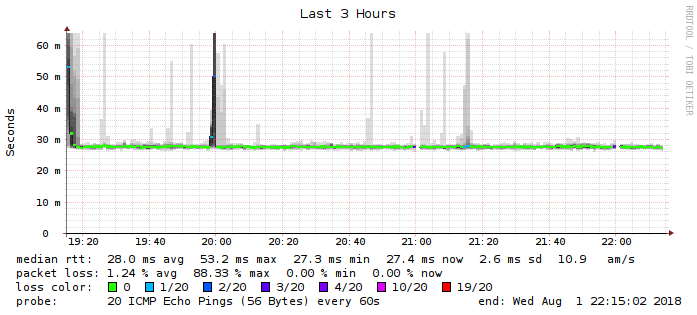 Last 3 Hours
RRDTOOL / TOBI OETIKER
Seconds
60 m
50 m
40 m
30 m
20 m
10 m
0
19:20 19:40 20:00 20:20 20:40 21:00 21:20 21:40 22:00
median rtt: 28.0 ms avg 53.2 ms max 27.3 ms min 27.4 ms now 2.6 ms sd 10.9 am/s
packet loss: 1.24 % avg 88.33 % max 0.00 % min 0.00 % now
loss color: 0 1/20 2/20 3/20 4/20 10/20 19/20
probe: 20 ICMP Echo Pings (56 Bytes) every 60s end: Wed Aug 1 22:15:02 2018